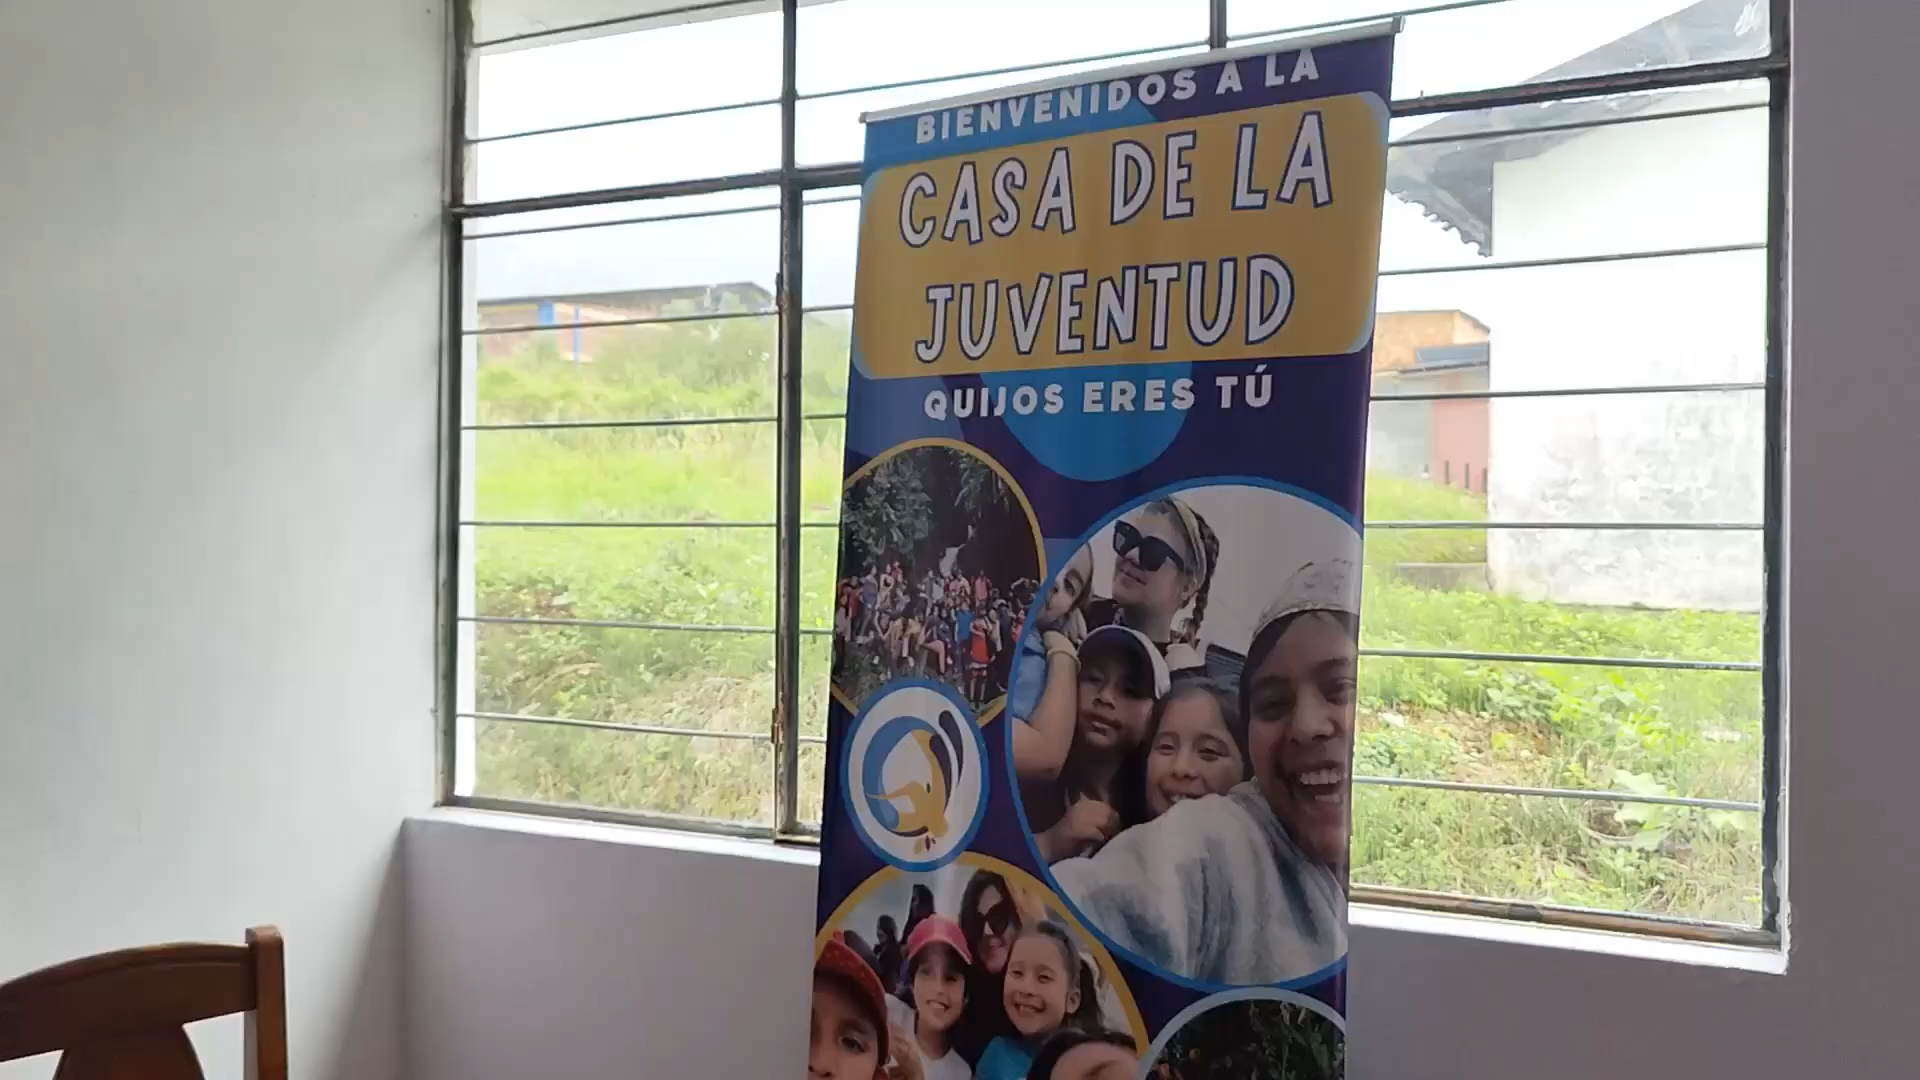 BIENVENIDOS A LA
CASA DE LA
JUVENTUD
QUIJOS ERES TÚ